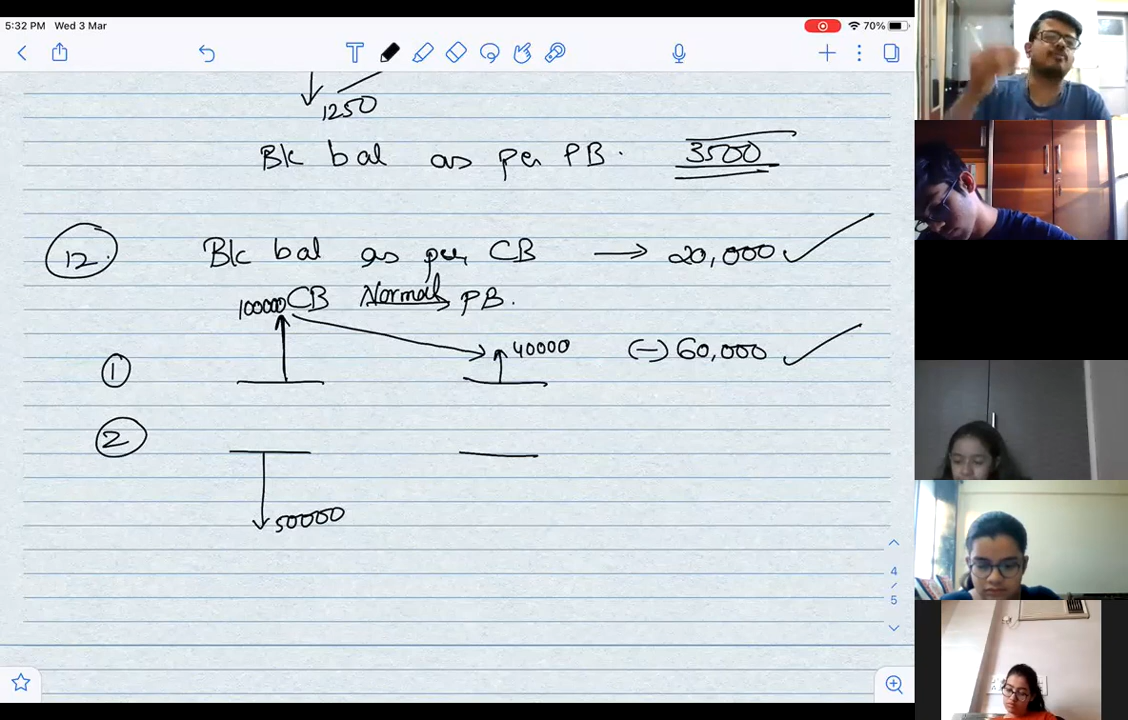 5:32 PM Wed 3 Mar 70%
T
1250
Bk bal as per PB. 3500
12. Bk bal as per CB → 20,000
100000 CB Normal PB.
1 40000 (-) 60,000
2
50000
4
/
5